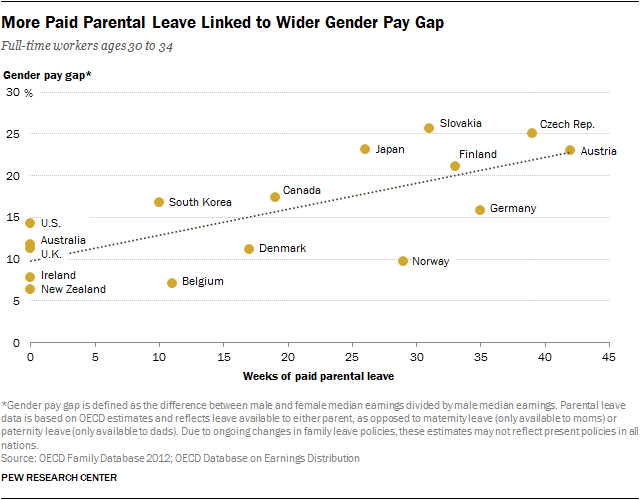 More Paid Parental Leave Linked to Wider Gender Pay Gap
Full-time workers ages 30 to 34
Gender pay gap*
30 %
25
20
15
10
5
0
Slovakia
Czech Rep.
Japan
Finland
Austria
Canada
South Korea
Germany
U.S.
Australia
U.K.
Denmark
Norway
Ireland
Belgium
New Zealand
0 5 10 15 20 25 30 35 40 45
Weeks of paid parental leave
*Gender pay gap is defined as the difference between male and female median earnings divided by male median earnings. Parental leave
data is based on OECD estimates and reflects leave available to either parent, as opposed to maternity leave (only available to moms) or
paternity leave (only available to dads). Due to ongoing changes in family leave policies, these estimates may not reflect present policies in all
nations.
Source: OECD Family Database 2012; OECD Database on Earnings Distribution
PEW RESEARCH CENTER